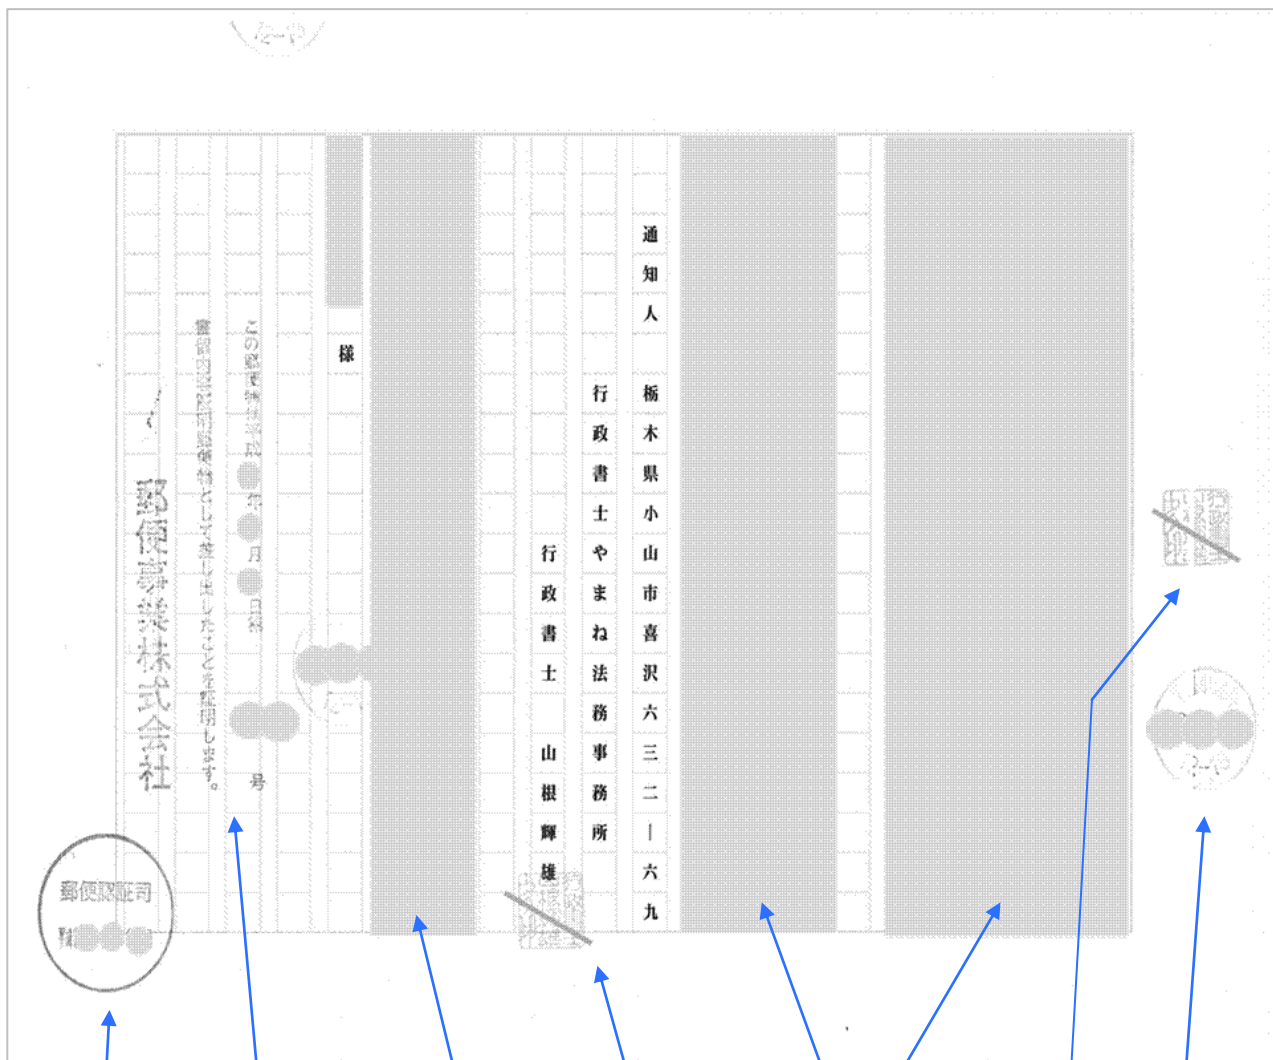 通知人　栃木県小山市喜沢六三二―六九
行政書士やまね法務事務所
行政書士　山根輝雄
様
この郵便物は平成　年　月　日第　号
書留内容証明郵便物として差し出したことを証明します。
郵便事業株式会社
郵便認証司